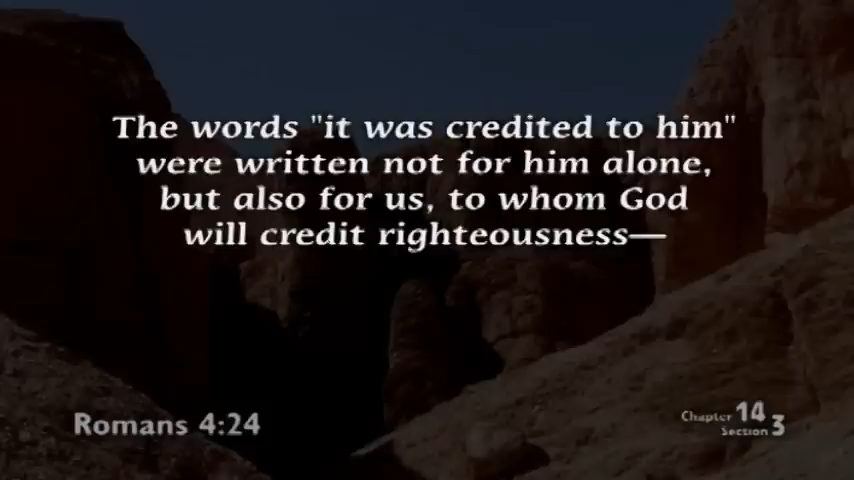 The words "it was credited to him"
were written not for him alone,
but also for us, to whom God
will credit righteousness—
Romans 4:24
Chapter 14
Section 3